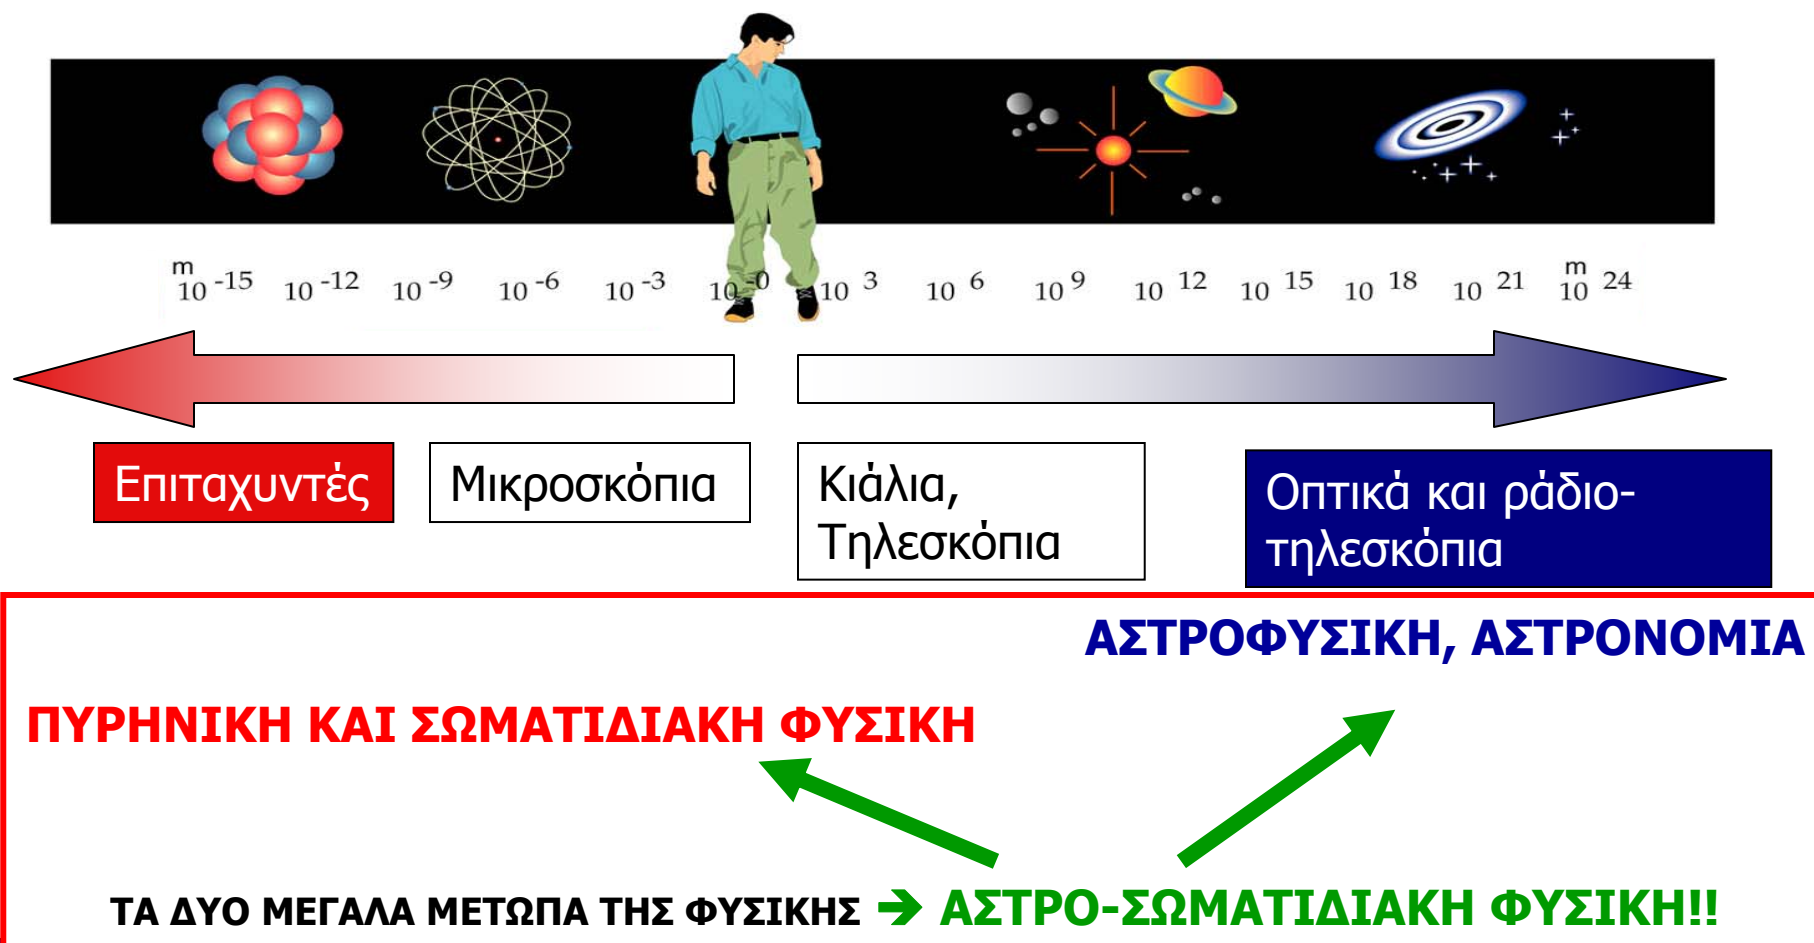 m m
10 -15 10 -12 10 -9 10 -6 10 -3 10 -0 10 3 10 6 10 9 10 12 10 15 10 18 10 21 10 24
Επιταχυντές
Μικροσκόπια
Κιάλια,
Τηλεσκόπια
Οπτικά και ράδιο-
τηλεσκόπια
ΑΣΤΡΟΦΥΣΙΚΗ, ΑΣΤΡΟΝΟΜΙΑ
ΠΥΡΗΝΙΚΗ ΚΑΙ ΣΩΜΑΤΙΔΙΑΚΗ ΦΥΣΙΚΗ
ΤΑ ΔΥΟ ΜΕΓΑΛΑ ΜΕΤΩΠΑ ΤΗΣ ΦΥΣΙΚΗΣ ➔ ΑΣΤΡΟ-ΣΩΜΑΤΙΔΙΑΚΗ ΦΥΣΙΚΗ!!